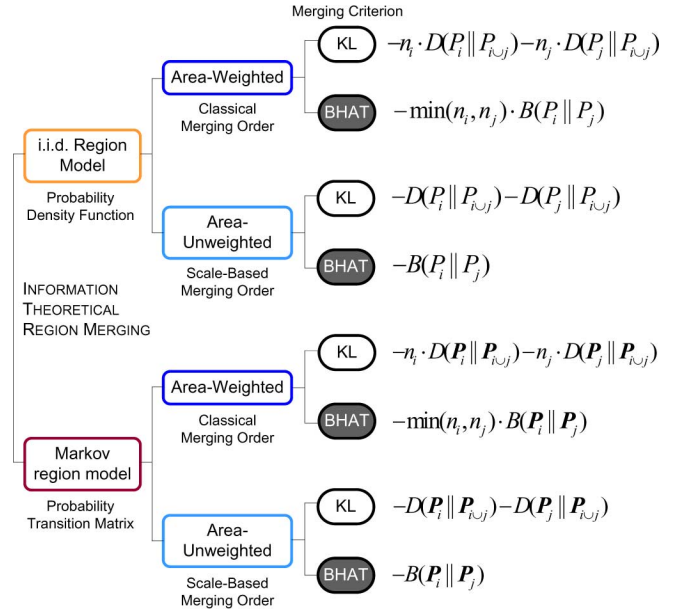 Merging Criterion
KL
−n_i · D(P_i || P_{i∪j}) − n_j · D(P_j || P_{i∪j})
Area-Weighted
Classical
Merging Order
BHAT
−min(n_i, n_j) · B(P_i || P_j)
i.i.d. Region
Model
Probability
Density Function
KL
−D(P_i || P_{i∪j}) − D(P_j || P_{i∪j})
Area-
Unweighted
Scale-Based
Merging Order
BHAT
−B(P_i || P_j)
INFORMATION
THEORETICAL
REGION MERGING
KL
−n_i · D(P_i || P_{i∪j}) − n_j · D(P_j || P_{i∪j})
Area-Weighted
Classical
Merging Order
BHAT
−min(n_i, n_j) · B(P_i || P_j)
Markov
region model
Probability
Transition Matrix
KL
−D(P_i || P_{i∪j}) − D(P_j || P_{i∪j})
Area-
Unweighted
Scale-Based
Merging Order
BHAT
−B(P_i || P_j)